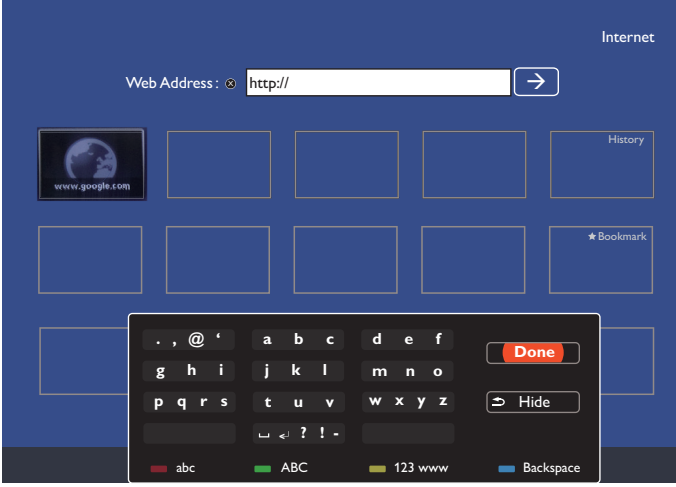 Internet
Web Address : ⊗ http:// →
www.google.com
History
★Bookmark
. , @ ‘ a b c d e f
Done
g h i j k l m n o
p q r s t u v w x y z
⮌ Hide
␣ ↵ ? ! -
abc ABC 123 www Backspace